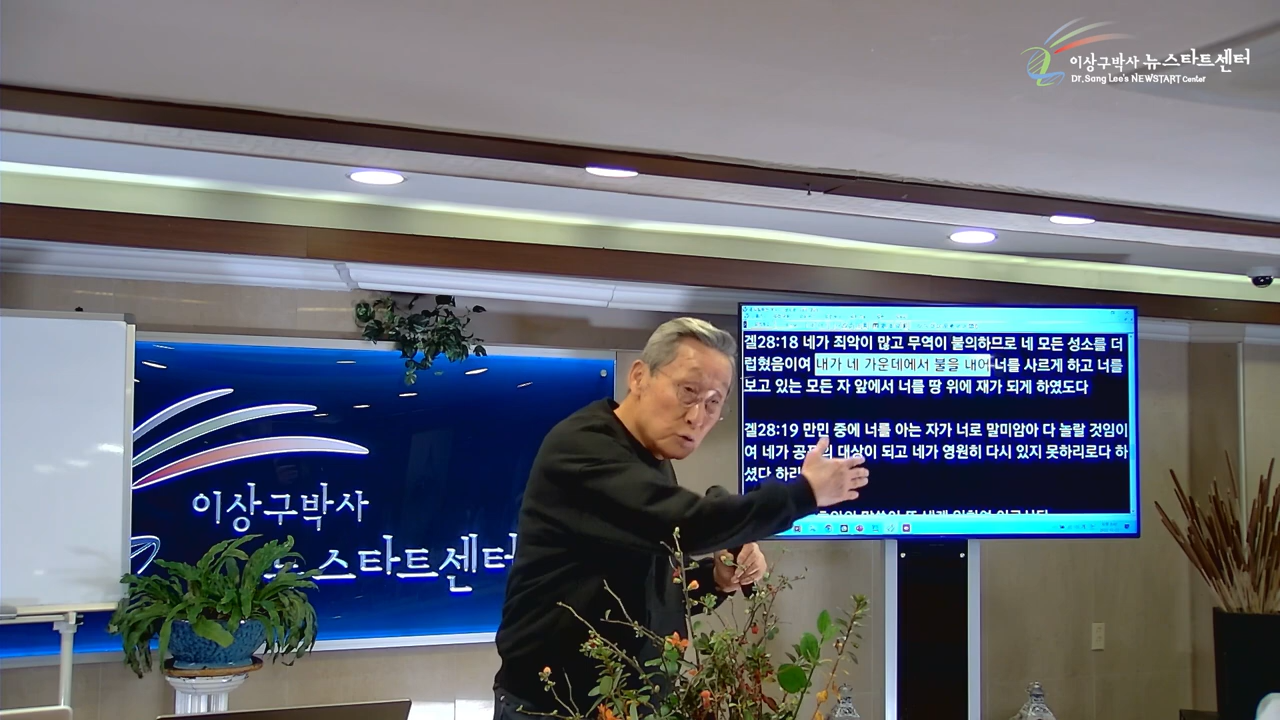 이상구박사 뉴스타트센터
Dr. Sang Lee's NEWSTART Center
겔28:18 네가 죄악이 많고 무역이 불의하므로 네 모든 성소를 더
럽혔음이여 내가 네 가운데에서 불을 내어 너를 사르게 하고 너를
보고 있는 모든 자 앞에서 너를 땅 위에 재가 되게 하였도다
겔28:19 만민 중에 너를 아는 자가 너로 말미암아 다 놀랄 것임이
여 네가 공포의 대상이 되고 네가 영원히 다시 있지 못하리로다 하
셨다 하라
이상구박사
뉴스타트센터